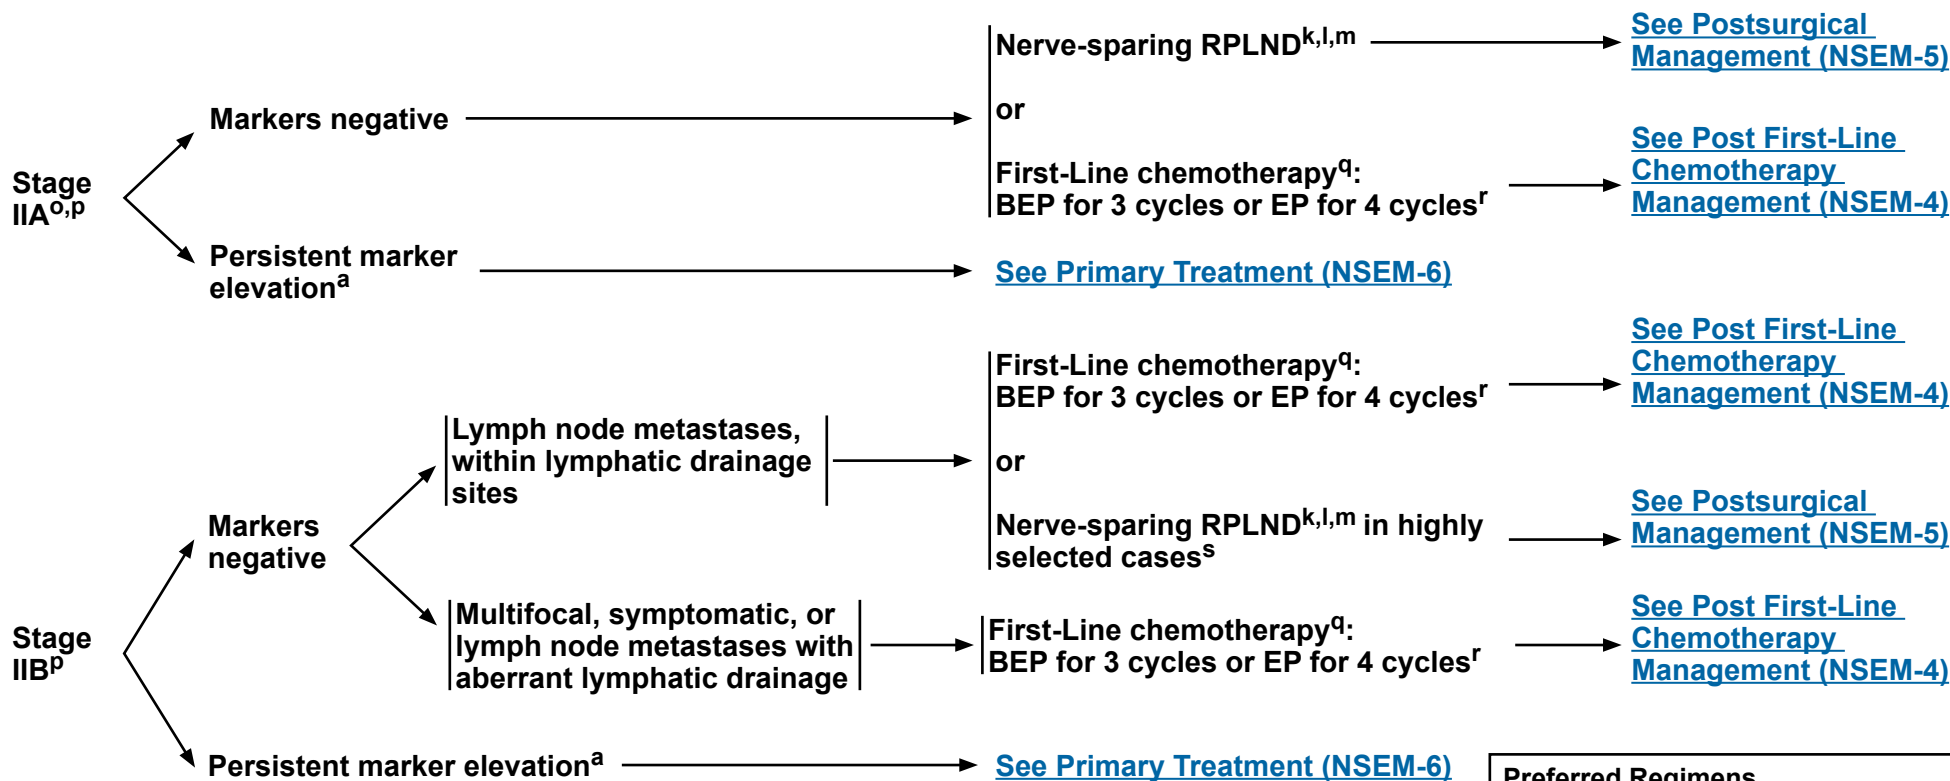 Nerve-sparing RPLNDk,l,m
See Postsurgical
Management (NSEM-5)
Markers negative
or
First-Line chemotherapyq:
BEP for 3 cycles or EP for 4 cyclesr
See Post First-Line
Chemotherapy
Management (NSEM-4)
Stage
IIAo,p
Persistent marker
elevationa
See Primary Treatment (NSEM-6)
First-Line chemotherapyq:
BEP for 3 cycles or EP for 4 cyclesr
See Post First-Line
Chemotherapy
Management (NSEM-4)
Lymph node metastases,
within lymphatic drainage
sites
or
Nerve-sparing RPLNDk,l,m in highly
selected casess
See Postsurgical
Management (NSEM-5)
Markers
negative
Multifocal, symptomatic, or
lymph node metastases with
aberrant lymphatic drainage
First-Line chemotherapyq:
BEP for 3 cycles or EP for 4 cyclesr
See Post First-Line
Chemotherapy
Management (NSEM-4)
Stage
IIBp
Persistent marker elevationa
See Primary Treatment (NSEM-6)
Preferred Regimens